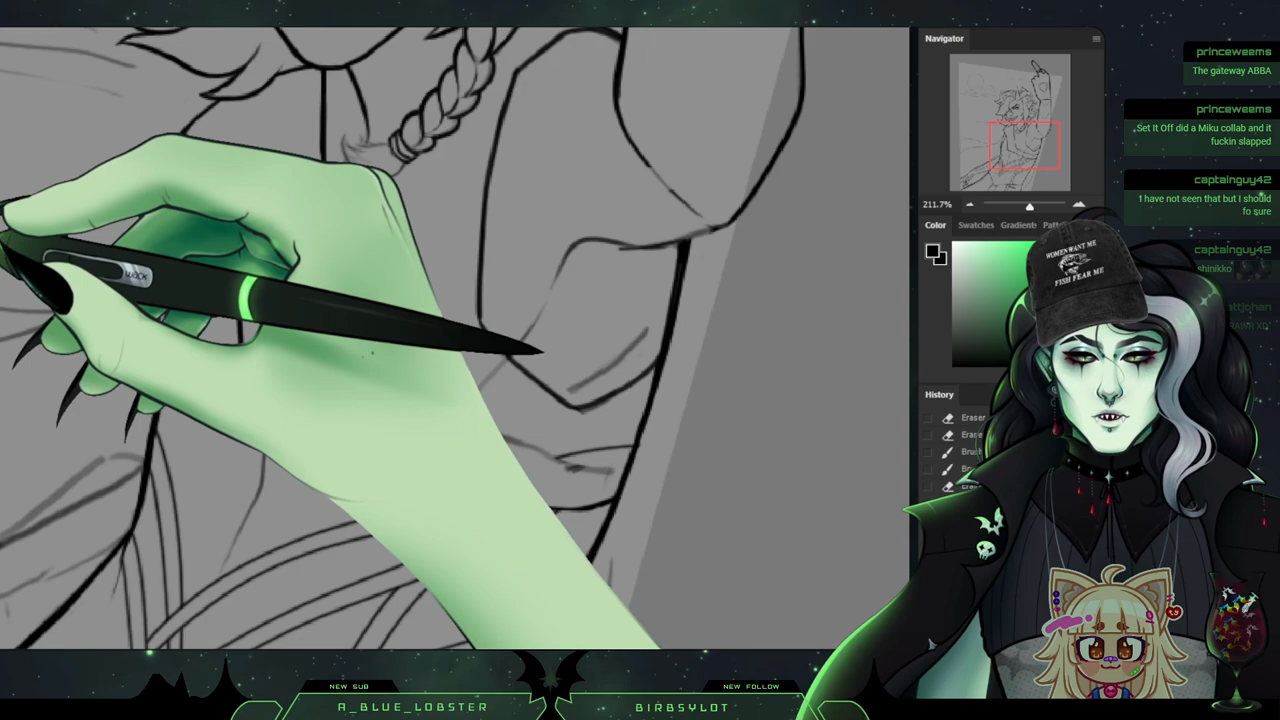 Navigator
211.7%
Color Swatches Gradients
History
Eraser
Brush
princeweems
The gateway ABBA
princeweems
Set It Off did a Miku collab and it
fuckin slapped
captainguy42
I have not seen that but I should
fo sure
captainguy42
shinikko
WOMEN WANT ME
FISH FEAR ME
NEW SUB
A_BLUE_LOBSTER
NEW FOLLOW
BIRBSYLOT